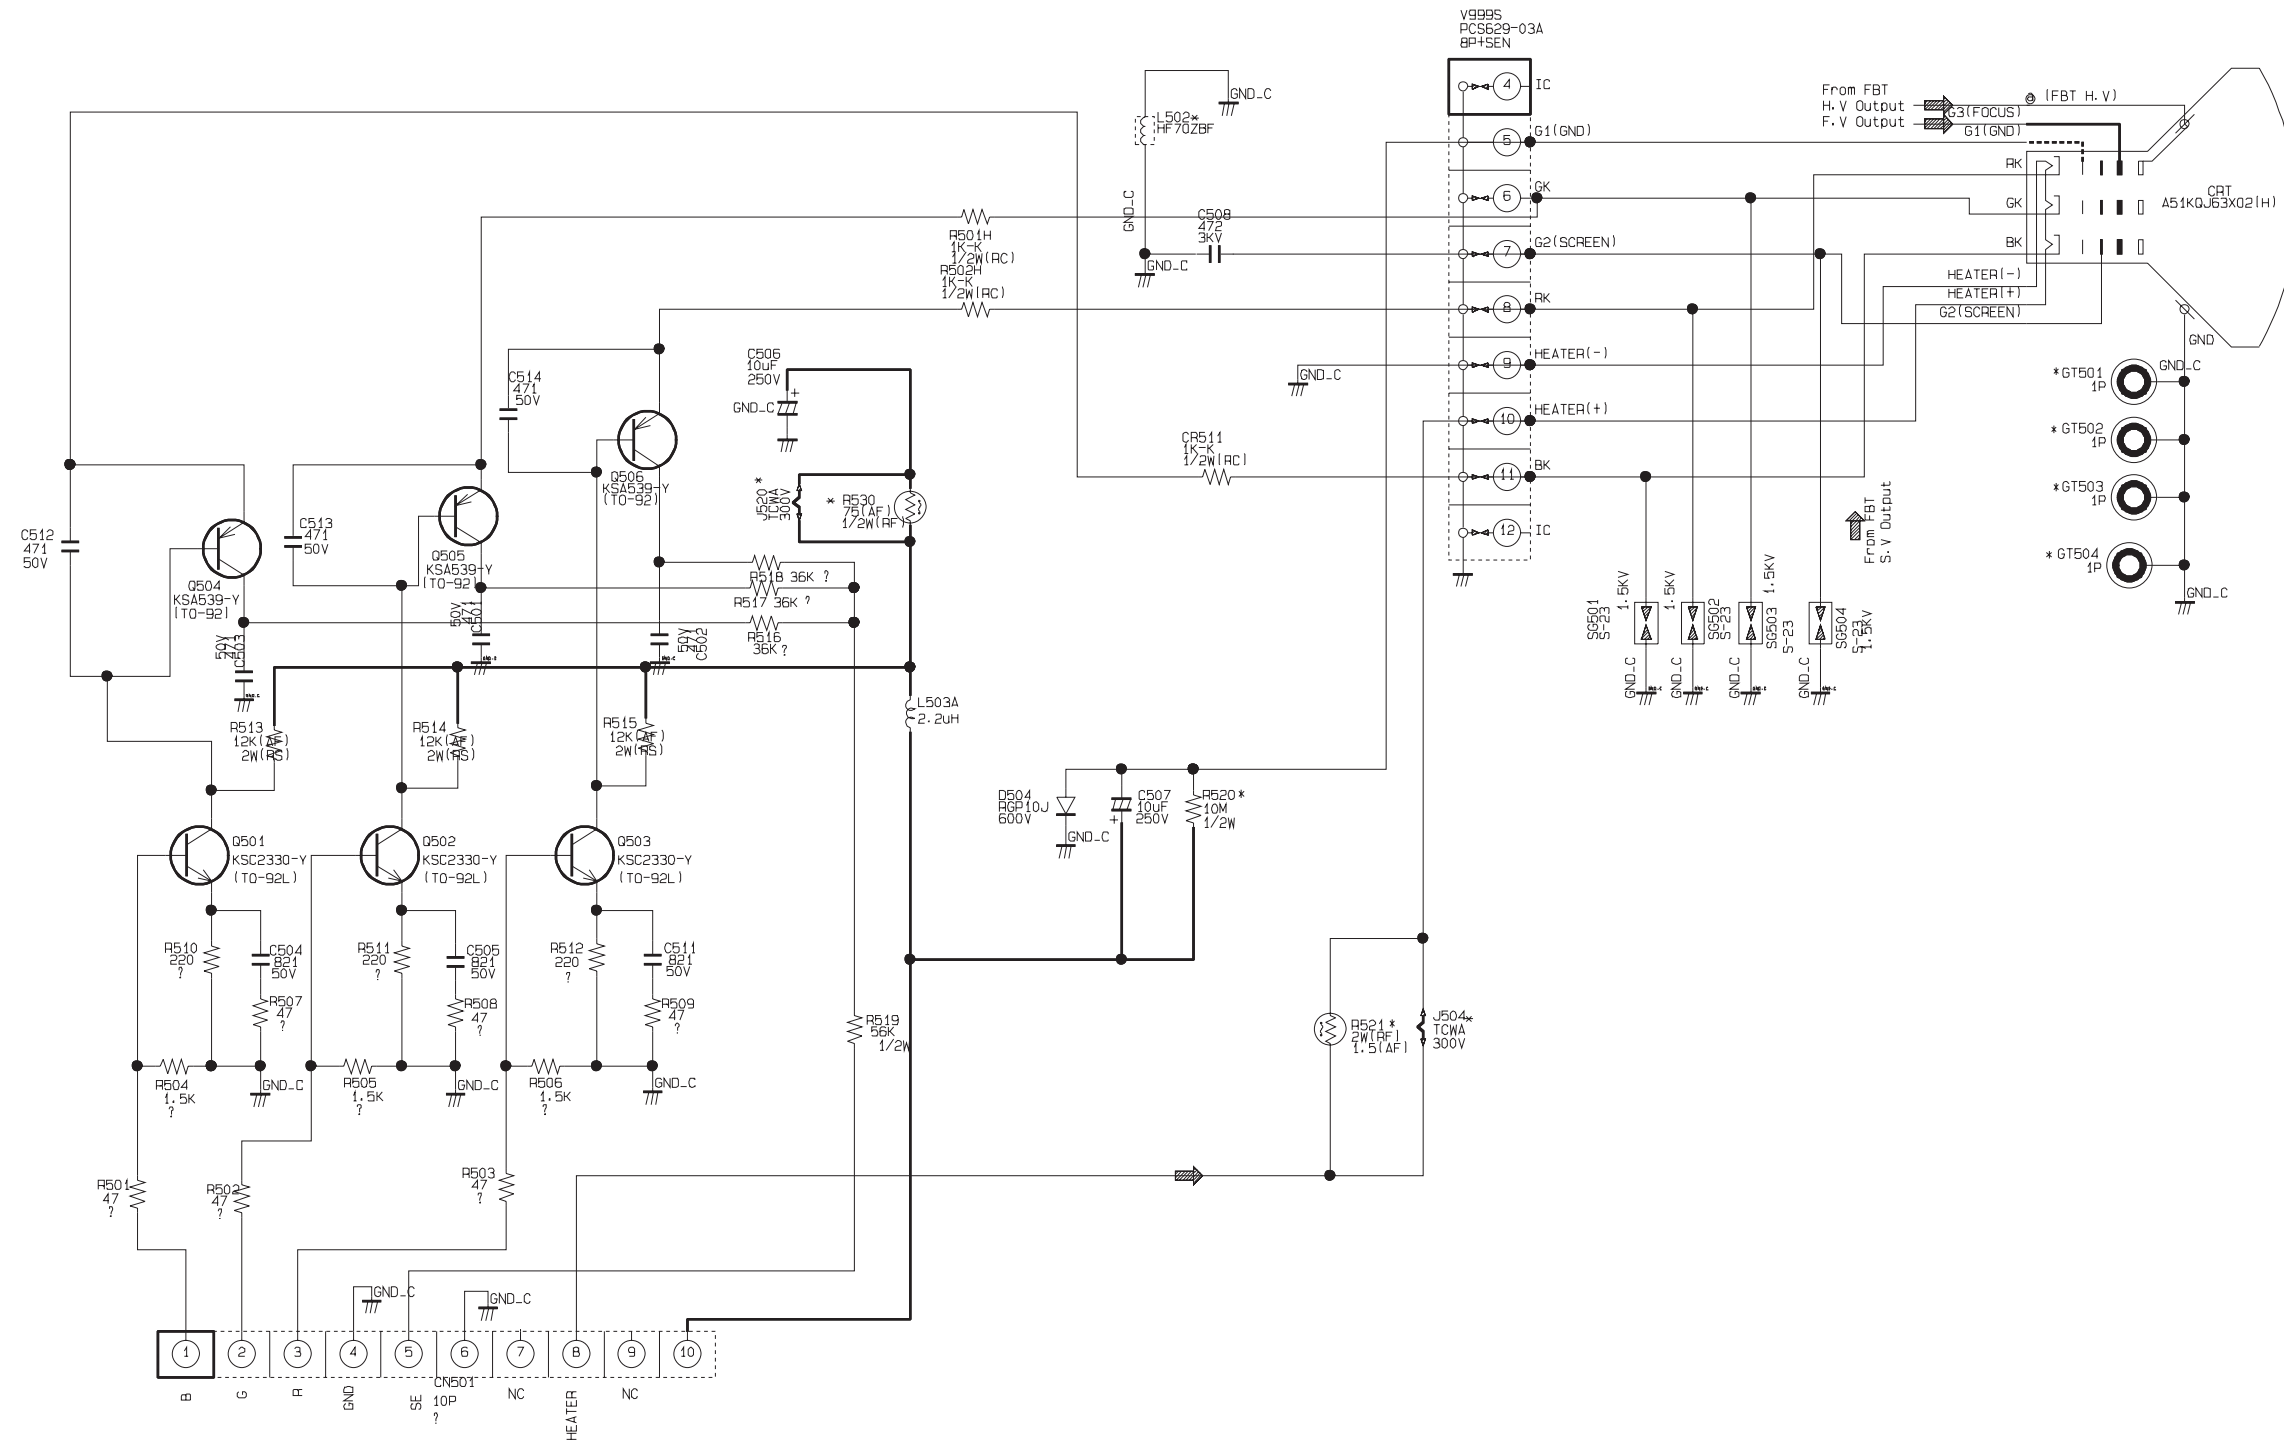 V999S
PCS629-03A
8P+SEN
4
IC
5
G1(GND)
6
GK
7
G2(SCREEN)
8
RK
9
HEATER(-)
10
HEATER(+)
11
BK
12
IC
GND_C
L502*
HF70ZBF
GND_C
GND_C
C508
472
3KV
From FBT
H.V Output
F.V Output
@ (FBT H.V)
G3(FOCUS)
G1(GND)
RK
GK
BK
HEATER(-)
HEATER(+)
G2(SCREEN)
CRT
A51KQJ63X02(H)
GND
GND_C
*GT501
1P
*GT502
1P
*GT503
1P
*GT504
1P
GND_C
R501H
1K-K
1/2W(RC)
R502H
1K-K
1/2W(RC)
GND_C
CR511
1K-K
1/2W(RC)
From FBT
S.V Output
SG501
S-23
1.5KV
GND_C
SG502
S-23
1.5KV
GND_C
SG503
S-23
1.5KV
GND_C
SG504
S-23
1.5KV
GND_C
C506
10uF
250V
+
GND_C
J520
TCWA
300V
*
* R530
75(AF)
1/2W(RF)
C514
471
50V
Q506
KSA539-Y
(TO-92)
C513
471
50V
Q505
KSA539-Y
(TO-92)
C512
471
50V
Q504
KSA539-Y
(TO-92)
R518 36K ?
R517 36K ?
R516
36K ?
50V
471
C501
50V
471
C502
50V
471
C503
L503A
2.2uH
R513
12K(AF)
2W(RS)
R514
12K(AF)
2W(RS)
R515
12K(AF)
2W(RS)
D504
RGP10J
600V
GND_C
C507
10uF
250V
+
R520*
10M
1/2W
Q501
KSC2330-Y
(TO-92L)
Q502
KSC2330-Y
(TO-92L)
Q503
KSC2330-Y
(TO-92L)
R510
220
?
C504
821
50V
R507
47
?
R511
220
?
C505
821
50V
R508
47
?
R512
220
?
C511
821
50V
R509
47
?
R504
1.5K
?
GND_C
R505
1.5K
?
GND_C
R506
1.5K
?
GND_C
R519
56K
1/2W
R521*
2W(RF)
1.5(AF)
J504*
TCWA
300V
R501
47
?
R502
47
?
R503
47
?
GND_C
GND_C
1
2
3
4
5
6
7
8
9
10
B
G
R
GND
SE
CN501
10P
?
NC
HEATER
NC